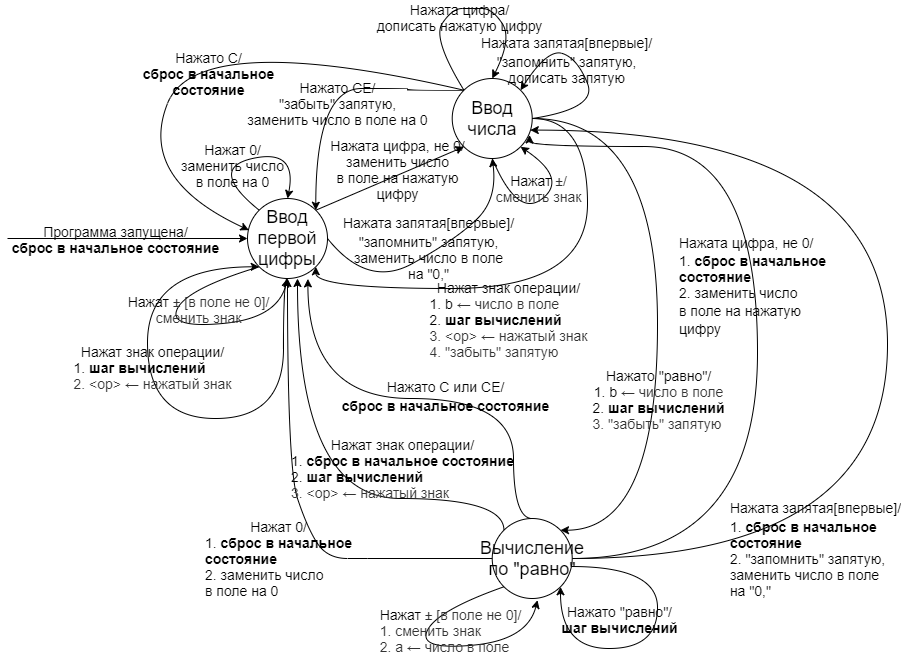 Нажата цифра/
дописать нажатую цифру
Нажата запятая[впервые]/
"запомнить" запятую,
дописать запятую
Нажато C/
сброс в начальное
состояние
Нажато CE/
"забыть" запятую,
заменить число в поле на 0
Ввод
числа
Нажат 0/
заменить число
в поле на 0
Нажата цифра, не 0/
заменить число
в поле на нажатую
цифру
Нажат ±/
сменить знак
Ввод
первой
цифры
Программа запущена/
сброс в начальное состояние
Нажата запятая[впервые]/
"запомнить" запятую,
заменить число в поле
на "0,"
Нажата цифра, не 0/
1. сброс в начальное
состояние
2. заменить число
в поле на нажатую
цифру
Нажат ± [в поле не 0]/
сменить знак
Нажат знак операции/
1. b ← число в поле
2. шаг вычислений
3. <op> ← нажатый знак
4. "забыть" запятую
Нажат знак операции/
1. шаг вычислений
2. <op> ← нажатый знак
Нажато C или CE/
сброс в начальное состояние
Нажато "равно"/
1. b ← число в поле
2. шаг вычислений
3. "забыть" запятую
Нажат знак операции/
1. сброс в начальное состояние
2. шаг вычислений
3. <op> ← нажатый знак
Нажат 0/
1. сброс в начальное
состояние
2. заменить число
в поле на 0
Вычисление
по "равно"
Нажата запятая[впервые]/
1. сброс в начальное
состояние
2. "запомнить" запятую,
заменить число в поле
на "0,"
Нажат ± [в поле не 0]/
1. сменить знак
2. a ← число в поле
Нажато "равно"/
шаг вычислений